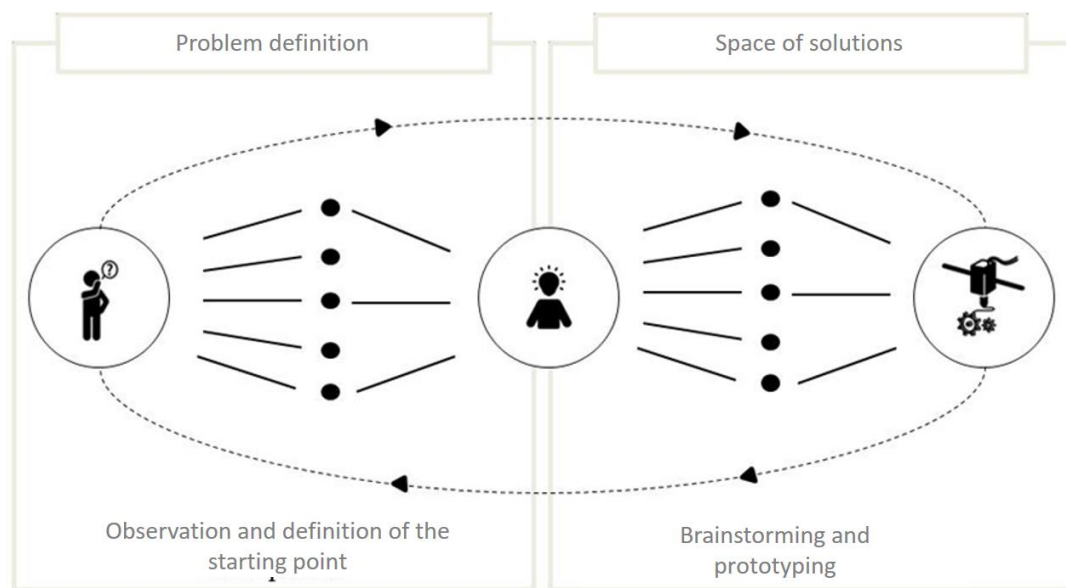 Problem definition
Space of solutions
?
Observation and definition of the
starting point
Brainstorming and
prototyping